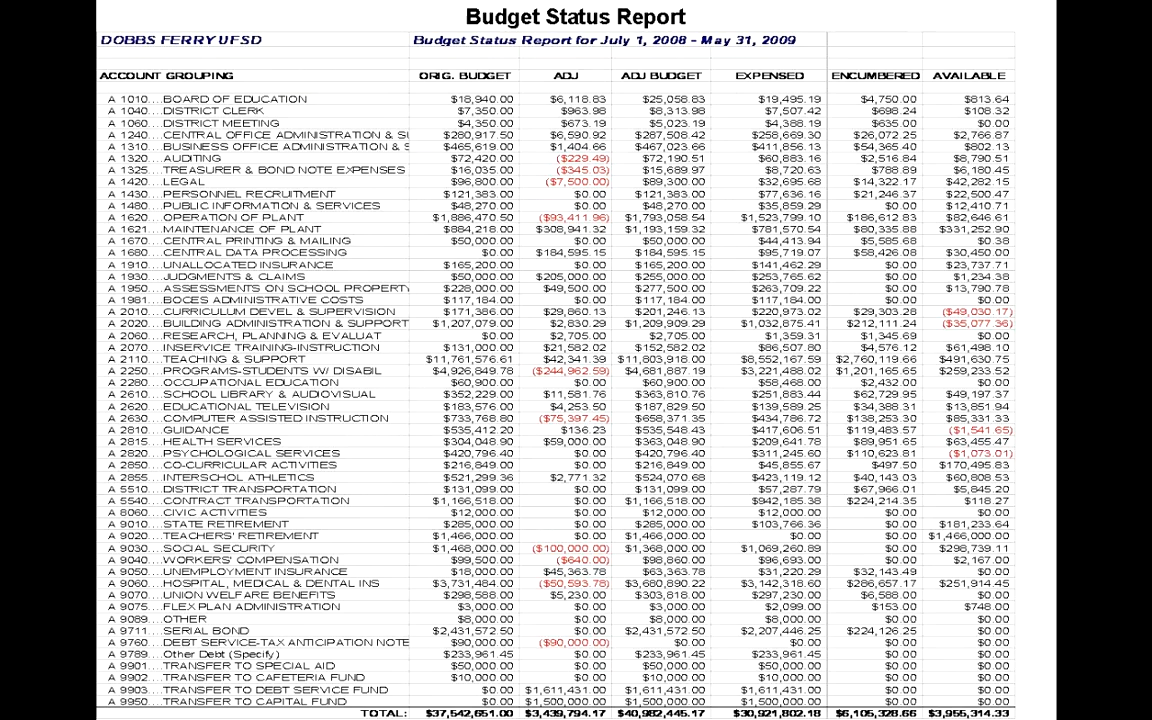 Budget Status Report
DOBBS FERRY UFSD Budget Status Report for July 1, 2008 - May 31, 2009
ACCOUNT GROUPING ORIG. BUDGET ADJ ADJ BUDGET EXPENSED ENCUMBERED AVAILABLE
A 1010....BOARD OF EDUCATION $18,940.00 $6,118.83 $25,058.83 $19,495.19 $4,750.00 $813.64
A 1040....DISTRICT CLERK $7,350.00 $963.98 $8,313.98 $7,507.42 $698.24 $108.32
A 1060....DISTRICT MEETING $4,350.00 $673.19 $5,023.19 $4,388.19 $635.00 $0.00
A 1240....CENTRAL OFFICE ADMINISTRATION & SU $280,917.50 $6,590.92 $287,508.42 $258,669.30 $26,072.25 $2,766.87
A 1310....BUSINESS OFFICE ADMINISTRATION & S $465,619.00 $1,404.66 $467,023.66 $411,856.13 $54,365.40 $802.13
A 1320....AUDITING $72,420.00 ($229.49) $72,190.51 $60,883.16 $2,516.84 $8,790.51
A 1325....TREASURER & BOND NOTE EXPENSES $16,035.00 ($345.03) $15,689.97 $8,720.63 $788.89 $6,180.45
A 1420....LEGAL $96,800.00 ($7,500.00) $89,300.00 $32,695.68 $14,322.17 $42,282.15
A 1430....PERSONNEL RECRUITMENT $121,383.00 $0.00 $121,383.00 $77,636.16 $21,246.37 $22,500.47
A 1480....PUBLIC INFORMATION & SERVICES $48,270.00 $0.00 $48,270.00 $35,859.29 $0.00 $12,410.71
A 1620....OPERATION OF PLANT $1,886,470.50 ($93,411.96) $1,793,058.54 $1,523,799.10 $186,612.83 $82,646.61
A 1621....MAINTENANCE OF PLANT $884,218.00 $308,941.32 $1,193,159.32 $781,570.54 $80,335.88 $331,252.90
A 1670....CENTRAL PRINTING & MAILING $50,000.00 $0.00 $50,000.00 $44,413.94 $5,585.68 $0.38
A 1680....CENTRAL DATA PROCESSING $0.00 $184,595.15 $184,595.15 $95,719.07 $58,426.08 $30,450.00
A 1910....UNALLOCATED INSURANCE $165,200.00 $0.00 $165,200.00 $141,462.29 $0.00 $23,737.71
A 1930....JUDGMENTS & CLAIMS $50,000.00 $205,000.00 $255,000.00 $253,765.62 $0.00 $1,234.38
A 1950....ASSESSMENTS ON SCHOOL PROPERTY $228,000.00 $49,500.00 $277,500.00 $263,709.22 $0.00 $13,790.78
A 1981....BOCES ADMINISTRATIVE COSTS $117,184.00 $0.00 $117,184.00 $117,184.00 $0.00 $0.00
A 2010....CURRICULUM DEVEL & SUPERVISION $171,386.00 $29,860.13 $201,246.13 $220,973.02 $29,303.28 ($49,030.17)
A 2020....BUILDING ADMINISTRATION & SUPPORT $1,207,079.00 $2,830.29 $1,209,909.29 $1,032,875.41 $212,111.24 ($35,077.36)
A 2060....RESEARCH, PLANNING & EVALUAT $0.00 $2,705.00 $2,705.00 $1,359.31 $1,345.69 $0.00
A 2070....INSERVICE TRAINING-INSTRUCTION $131,000.00 $21,582.02 $152,582.02 $86,507.80 $4,576.12 $61,498.10
A 2110....TEACHING & SUPPORT $11,761,576.61 $42,341.39 $11,803,918.00 $8,552,167.59 $2,760,119.66 $491,630.75
A 2250....PROGRAMS-STUDENTS W/ DISABIL $4,926,849.78 ($244,962.59) $4,681,887.19 $3,221,488.02 $1,201,165.65 $259,233.52
A 2280....OCCUPATIONAL EDUCATION $60,900.00 $0.00 $60,900.00 $58,468.00 $2,432.00 $0.00
A 2610....SCHOOL LIBRARY & AUDIOVISUAL $352,229.00 $11,581.76 $363,810.76 $251,883.44 $62,729.95 $49,197.37
A 2620....EDUCATIONAL TELEVISION $183,576.00 $4,253.50 $187,829.50 $139,589.25 $34,388.31 $13,851.94
A 2630....COMPUTER ASSISTED INSTRUCTION $733,768.80 ($75,397.45) $658,371.35 $434,786.72 $138,253.30 $85,331.33
A 2810....GUIDANCE $535,412.20 $136.23 $535,548.43 $417,606.51 $119,483.57 ($1,541.65)
A 2815....HEALTH SERVICES $304,048.90 $59,000.00 $363,048.90 $209,641.78 $89,951.65 $63,455.47
A 2820....PSYCHOLOGICAL SERVICES $420,796.40 $0.00 $420,796.40 $311,245.60 $110,623.81 ($1,073.01)
A 2850....CO-CURRICULAR ACTIVITIES $216,849.00 $0.00 $216,849.00 $45,855.67 $497.50 $170,495.83
A 2855....INTERSCHOL ATHLETICS $521,299.36 $2,771.32 $524,070.68 $423,119.12 $40,143.03 $60,808.53
A 5510....DISTRICT TRANSPORTATION $131,099.00 $0.00 $131,099.00 $57,287.79 $67,966.01 $5,845.20
A 5540....CONTRACT TRANSPORTATION $1,166,518.00 $0.00 $1,166,518.00 $942,185.38 $224,214.35 $118.27
A 8060....CIVIC ACTIVITIES $12,000.00 $0.00 $12,000.00 $12,000.00 $0.00 $0.00
A 9010....STATE RETIREMENT $285,000.00 $0.00 $285,000.00 $103,766.36 $0.00 $181,233.64
A 9020....TEACHERS' RETIREMENT $1,466,000.00 $0.00 $1,466,000.00 $0.00 $0.00 $1,466,000.00
A 9030....SOCIAL SECURITY $1,468,000.00 ($100,000.00) $1,368,000.00 $1,069,260.89 $0.00 $298,739.11
A 9040....WORKERS' COMPENSATION $99,500.00 ($640.00) $98,860.00 $96,693.00 $0.00 $2,167.00
A 9050....UNEMPLOYMENT INSURANCE $18,000.00 $45,363.78 $63,363.78 $31,220.29 $32,143.49 $0.00
A 9060....HOSPITAL, MEDICAL & DENTAL INS $3,731,484.00 ($50,593.78) $3,680,890.22 $3,142,318.60 $286,657.17 $251,914.45
A 9070....UNION WELFARE BENEFITS $298,588.00 $5,230.00 $303,818.00 $297,230.00 $6,588.00 $0.00
A 9075....FLEX PLAN ADMINISTRATION $3,000.00 $0.00 $3,000.00 $2,099.00 $153.00 $748.00
A 9089....OTHER $8,000.00 $0.00 $8,000.00 $8,000.00 $0.00 $0.00
A 9711....SERIAL BOND $2,431,572.50 $0.00 $2,431,572.50 $2,207,446.25 $224,126.25 $0.00
A 9760....DEBT SERVICE-TAX ANTICIPATION NOTE $90,000.00 ($90,000.00) $0.00 $0.00 $0.00 $0.00
A 9789....Other Debt (Specify) $233,961.45 $0.00 $233,961.45 $233,961.45 $0.00 $0.00
A 9901....TRANSFER TO SPECIAL AID $50,000.00 $0.00 $50,000.00 $50,000.00 $0.00 $0.00
A 9902....TRANSFER TO CAFETERIA FUND $10,000.00 $0.00 $10,000.00 $10,000.00 $0.00 $0.00
A 9903....TRANSFER TO DEBT SERVICE FUND $0.00 $1,611,431.00 $1,611,431.00 $1,611,431.00 $0.00 $0.00
A 9950....TRANSFER TO CAPITAL FUND $0.00 $1,500,000.00 $1,500,000.00 $1,500,000.00 $0.00 $0.00
TOTAL: $37,542,651.00 $3,439,794.17 $40,982,445.17 $30,921,802.18 $6,105,328.66 $3,955,314.33